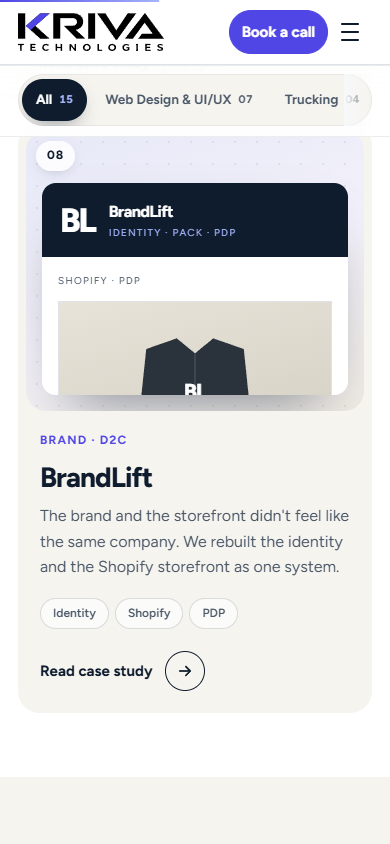 KRIVA
TECHNOLOGIES
Book a call
All 15
Web Design & UI/UX 07
Trucking 04
08
BL
BrandLift
IDENTITY · PACK · PDP
SHOPIFY · PDP
BL
BRAND · D2C
BrandLift
The brand and the storefront didn't feel like
the same company. We rebuilt the identity
and the Shopify storefront as one system.
Identity
Shopify
PDP
Read case study